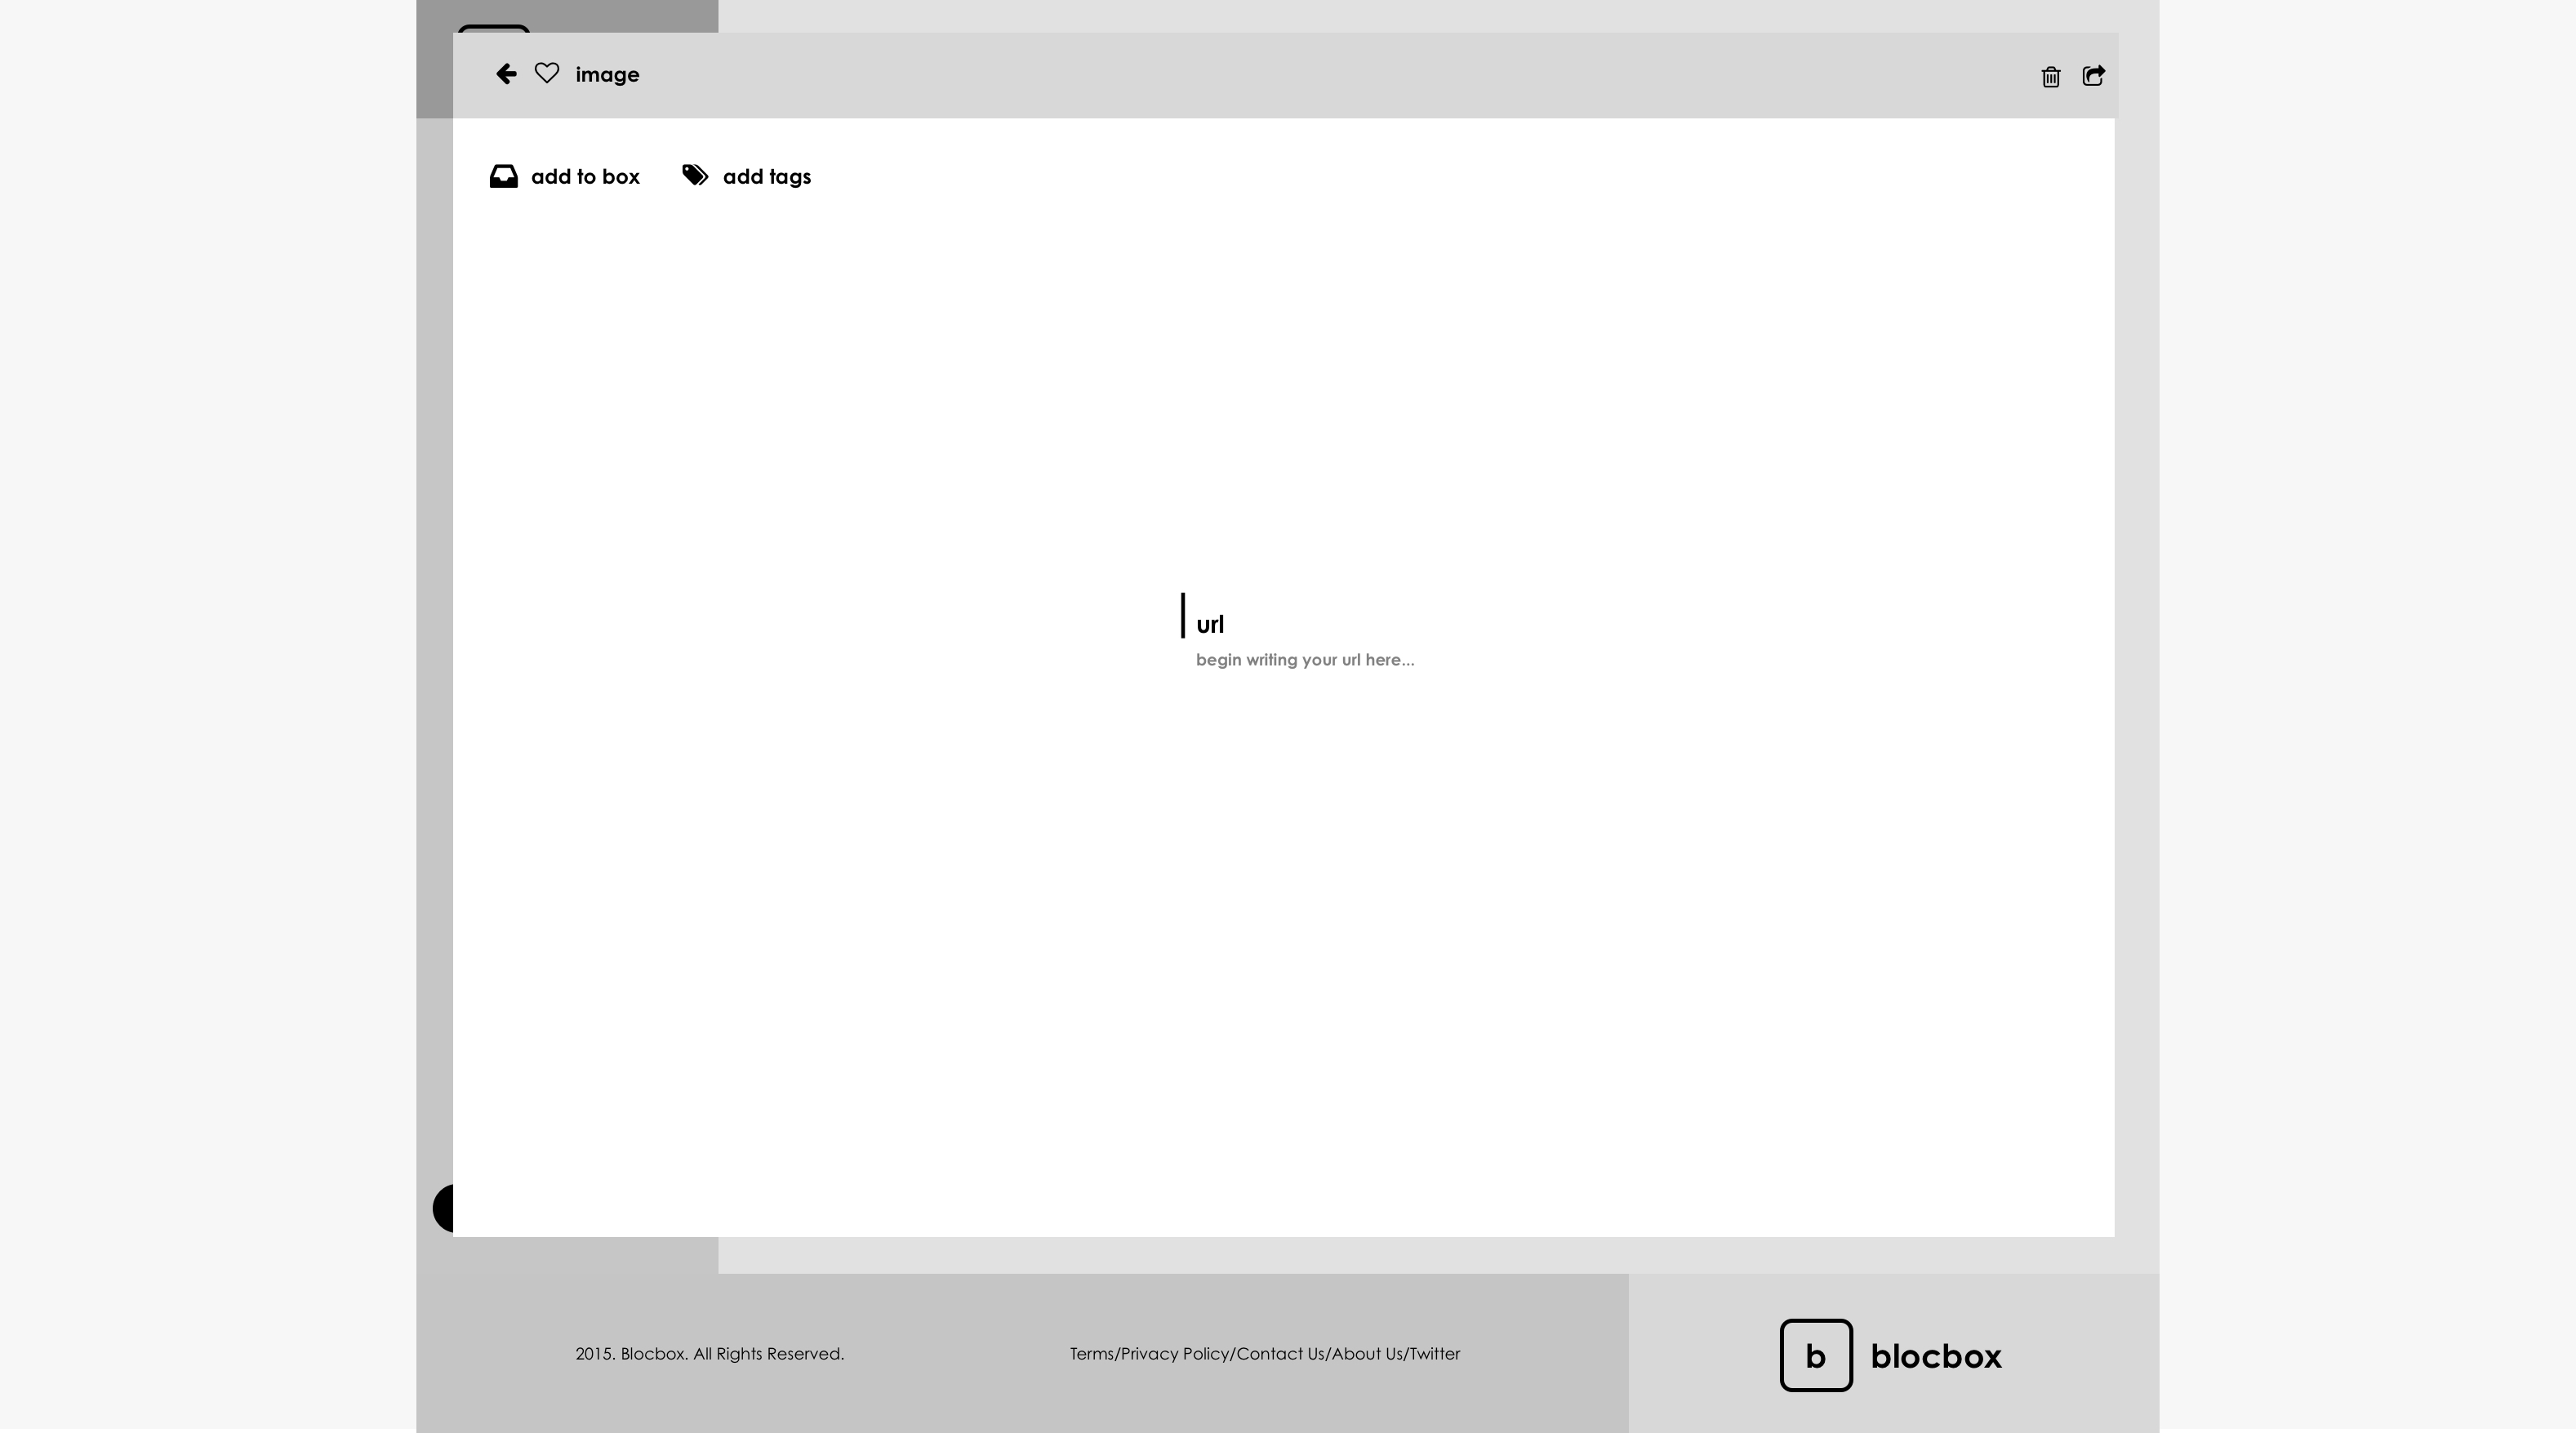 image
add to box
add tags
url
begin writing your url here...
2015. Blocbox. All Rights Reserved.
Terms/Privacy Policy/Contact Us/About Us/Twitter
b blocbox